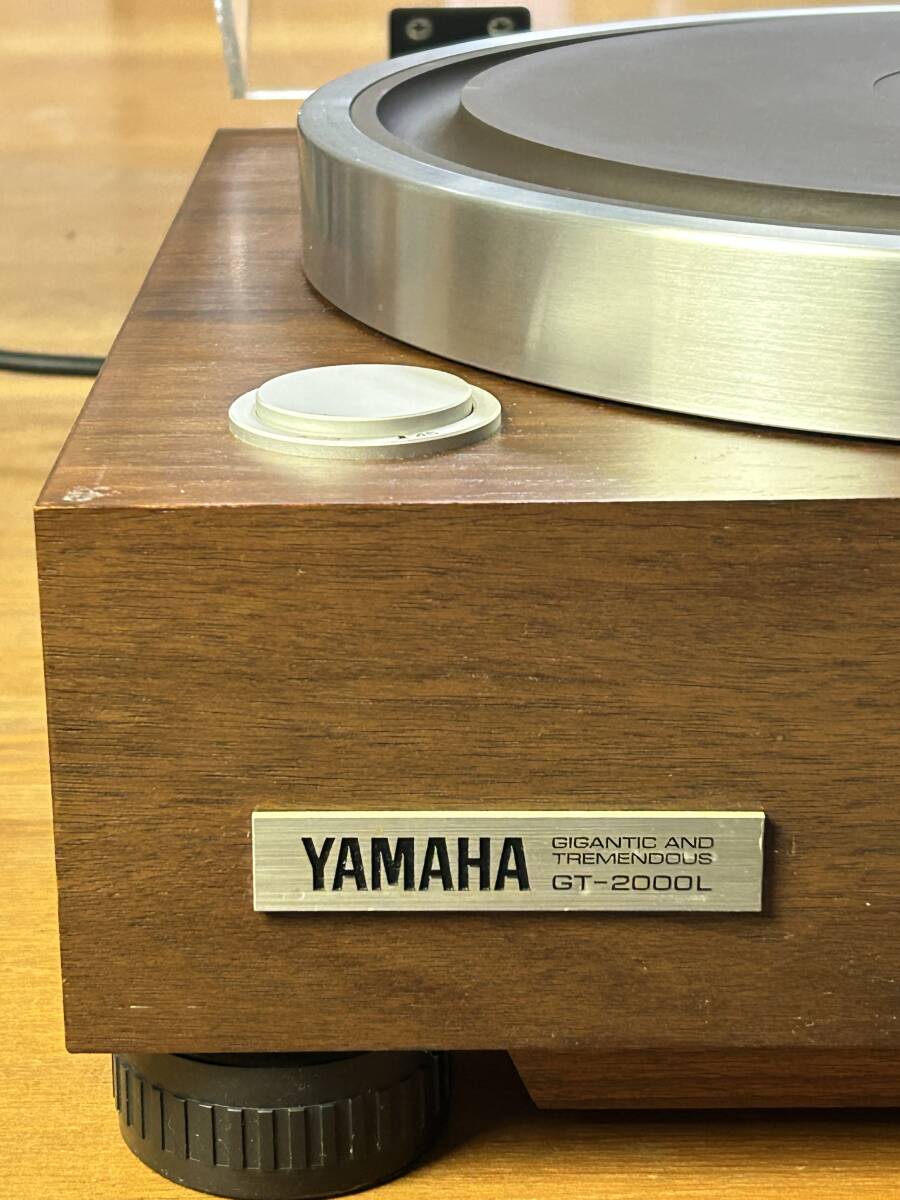 YAMAHA
GIGANTIC AND
TREMENDOUS
GT-2000L